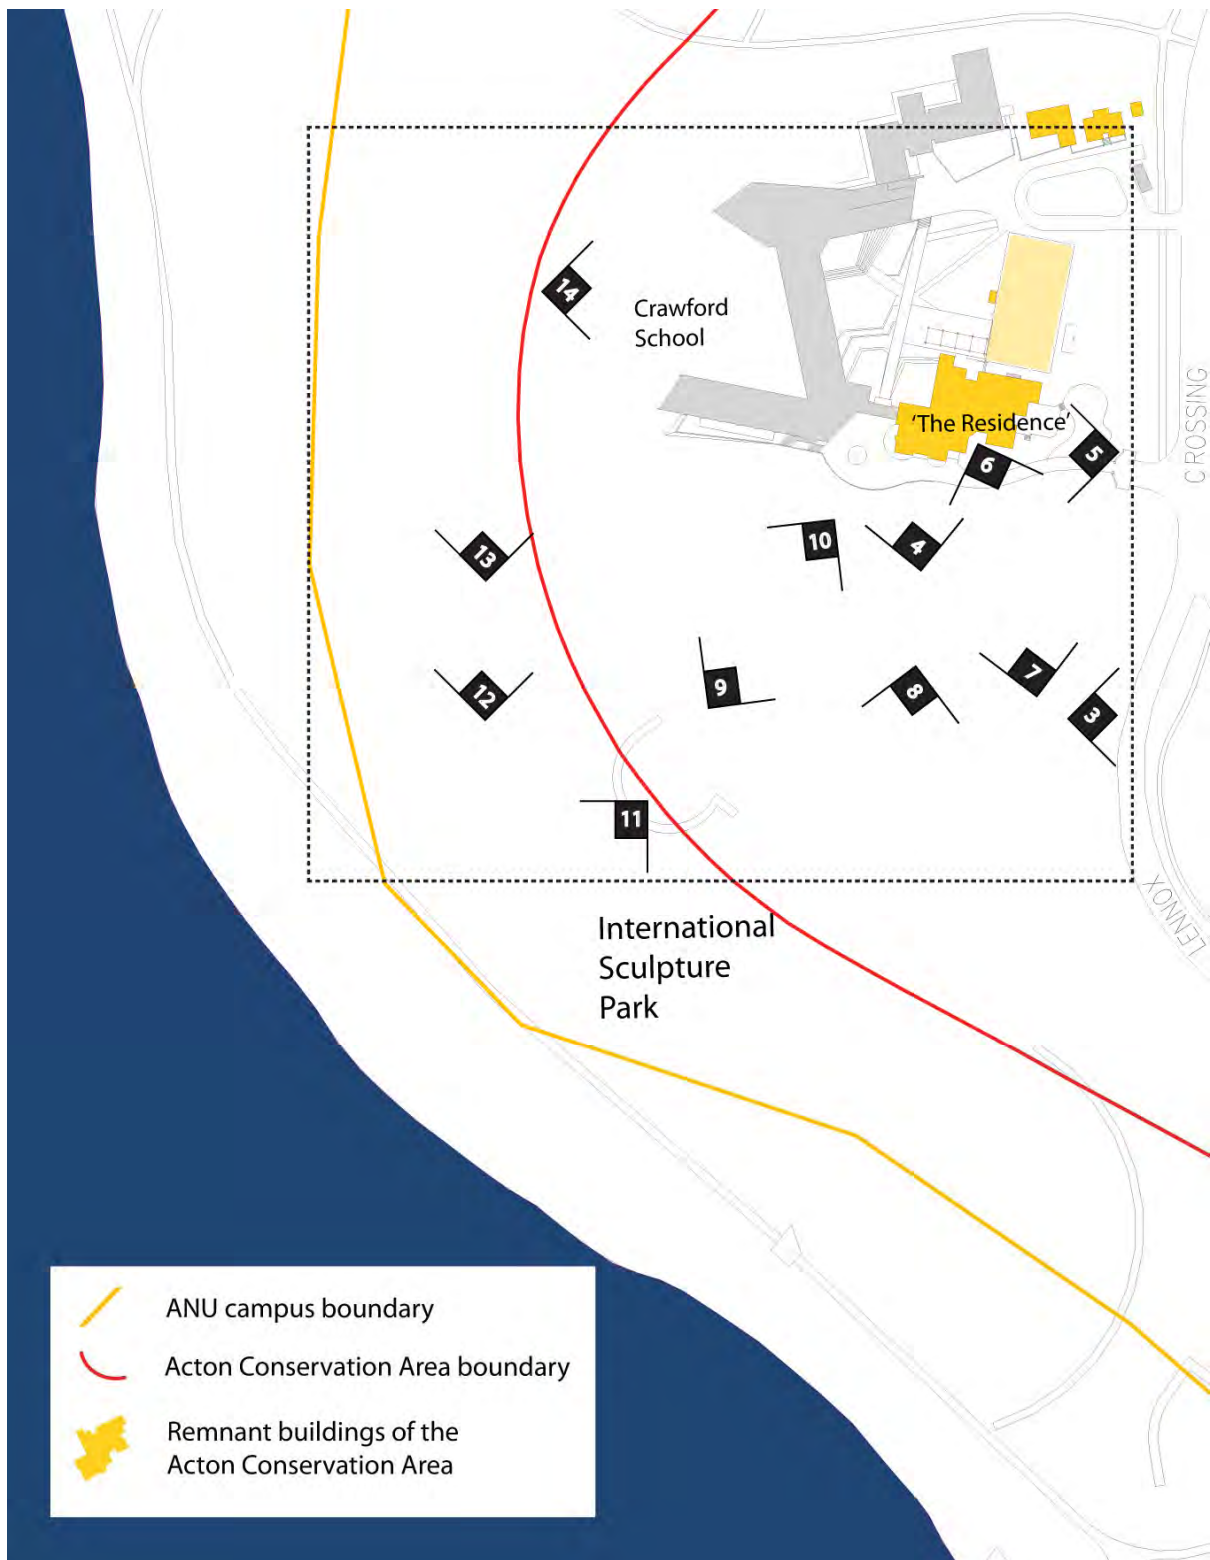 14
Crawford
School
CROSSING
'The Residence'
5
6
10
4
13
9
8
7
3
12
11
LENNOX
International
Sculpture
Park
ANU campus boundary
Acton Conservation Area boundary
Remnant buildings of the
Acton Conservation Area